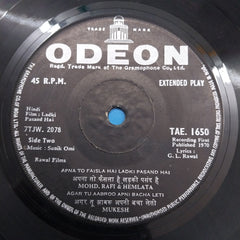 TRADE MARK
ODEON
Regd. Trade Mark of The Gramophone Co., Ltd.
45 R.P.M.
EXTENDED PLAY
Hindi
Film : Ladki
Pasand Hai
7TJW. 2078
Side Two
Music : Sonik Omi
Rawal Films
TAE. 1650
Recording First
Published 1970
Lyrics :
G. L. Rawal
APNA TO FAISLA HAI LADKI PASAND HAI
अपना तो फैसला है लड़की पसंद है
MOHD. RAFI & HEMLATA
AGAR TU AABROO APNI BACHA LETI
अगर तू आबरू अपनी बचा लेती
MUKESH